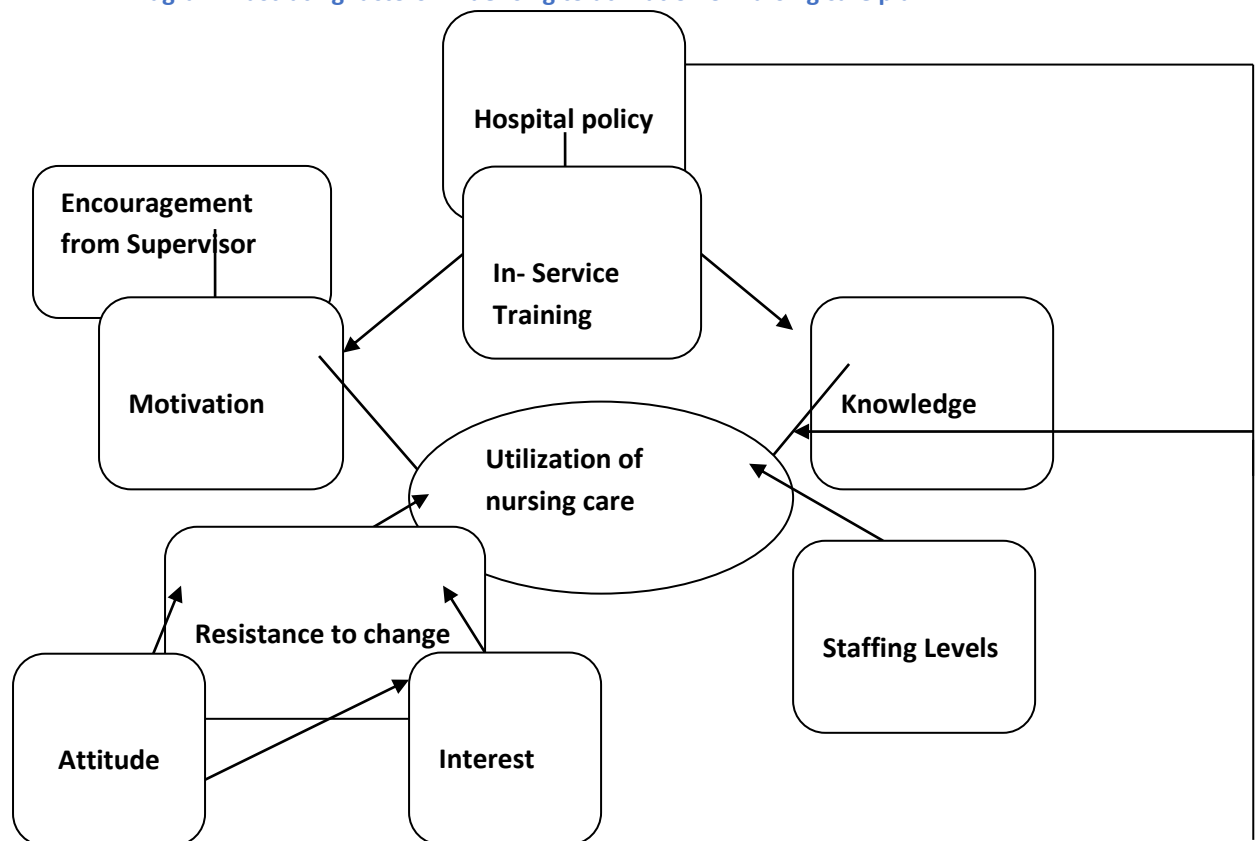 Hospital policy
Encouragement
from Supervisor
In- Service
Training
Motivation
Knowledge
Utilization of
nursing care
Resistance to change
Staffing Levels
Attitude
Interest